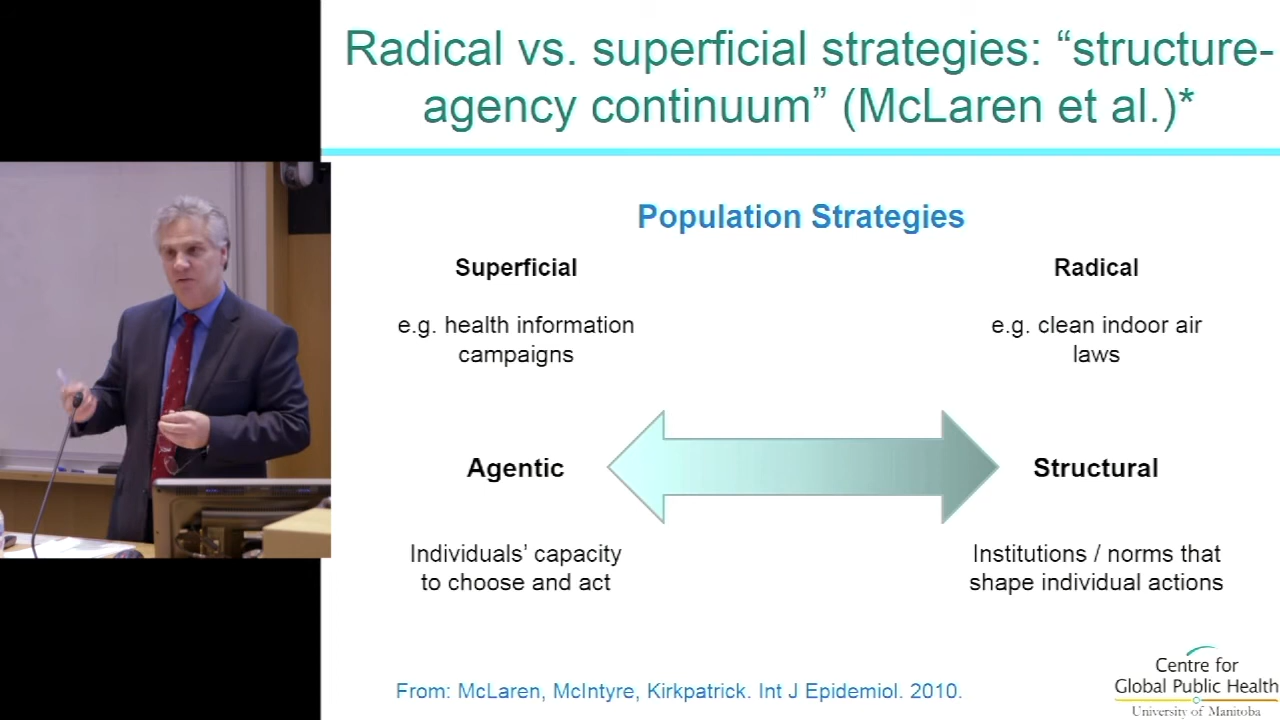 Radical vs. superficial strategies: “structure-
agency continuum” (McLaren et al.)*
Population Strategies
Superficial
Radical
e.g. health information
campaigns
e.g. clean indoor air
laws
Agentic
Structural
Individuals’ capacity
to choose and act
Institutions / norms that
shape individual actions
From: McLaren, McIntyre, Kirkpatrick. Int J Epidemiol. 2010.
Centre for
Global Public Health
University of Manitoba